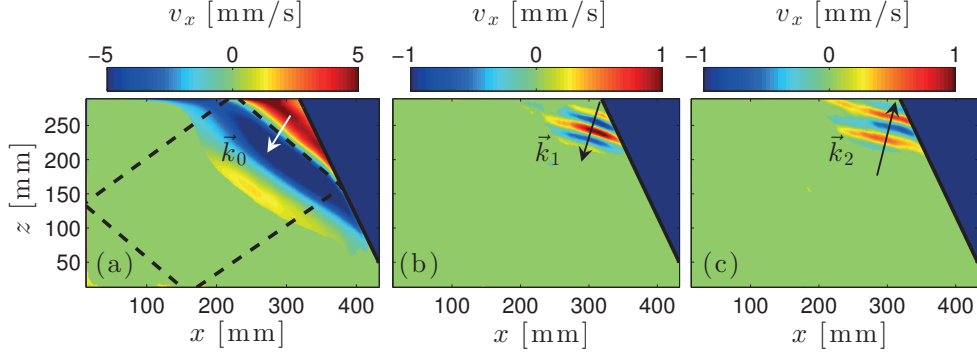 v_x [mm/s] v_x [mm/s] v_x [mm/s]
−5 0 5 −1 0 1 −1 0 1
250
200
150
100
50
z [mm]
k⃗_0 k⃗_1 k⃗_2
(a) (b) (c)
100 200 300 400 100 200 300 400 100 200 300 400
x [mm] x [mm] x [mm]